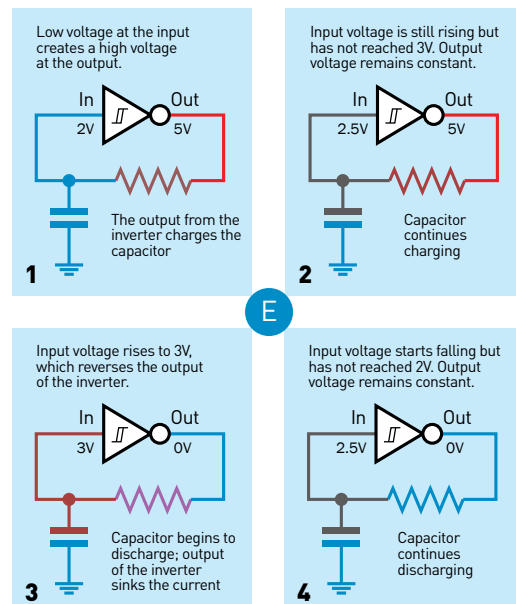 Low voltage at the input
creates a high voltage
at the output.
In
Out
2V
5V
The output from the
inverter charges the
capacitor
1
Input voltage is still rising but
has not reached 3V. Output
voltage remains constant.
In
Out
2.5V
5V
Capacitor
continues
charging
2
E
Input voltage rises to 3V,
which reverses the output
of the inverter.
In
Out
3V
0V
Capacitor begins to
discharge; output
of the inverter
sinks the current
3
Input voltage starts falling but
has not reached 2V. Output
voltage remains constant.
In
Out
2.5V
0V
Capacitor
continues
discharging
4